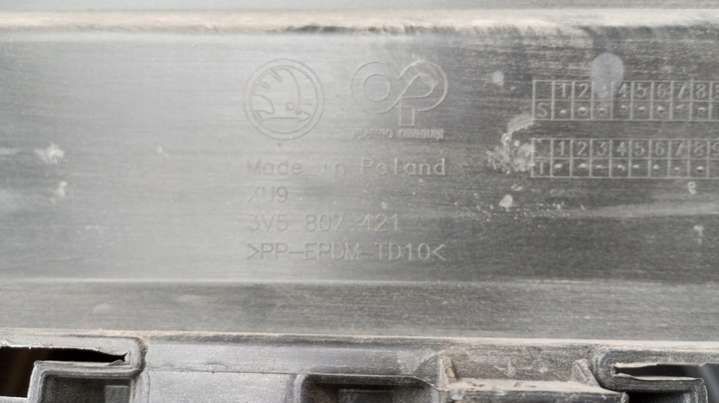 OP
Made in Poland
XU9
3V5 807 421
>PP-EPDM-TD10<
1 2 3 4 5 6 7 8
S
1 2 3 4 5 6 7 8 9